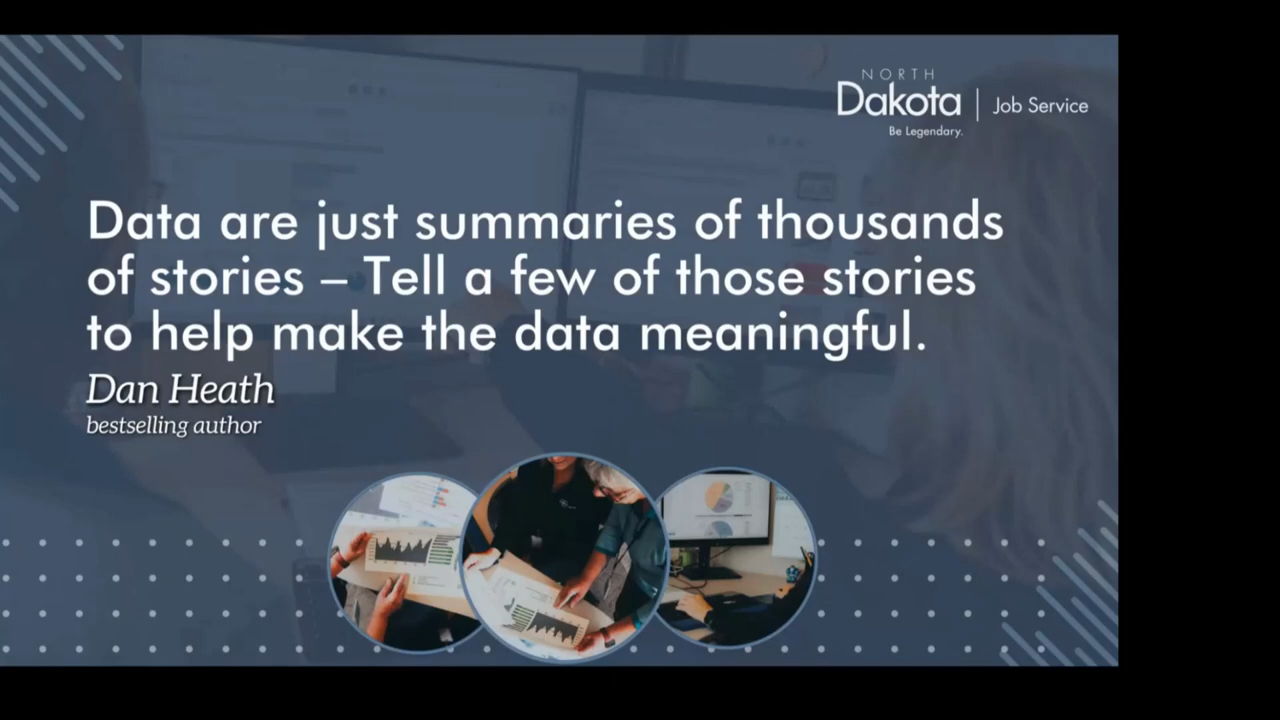 NORTH
Dakota
Be Legendary.
Job Service
Data are just summaries of thousands
of stories – Tell a few of those stories
to help make the data meaningful.
Dan Heath
bestselling author